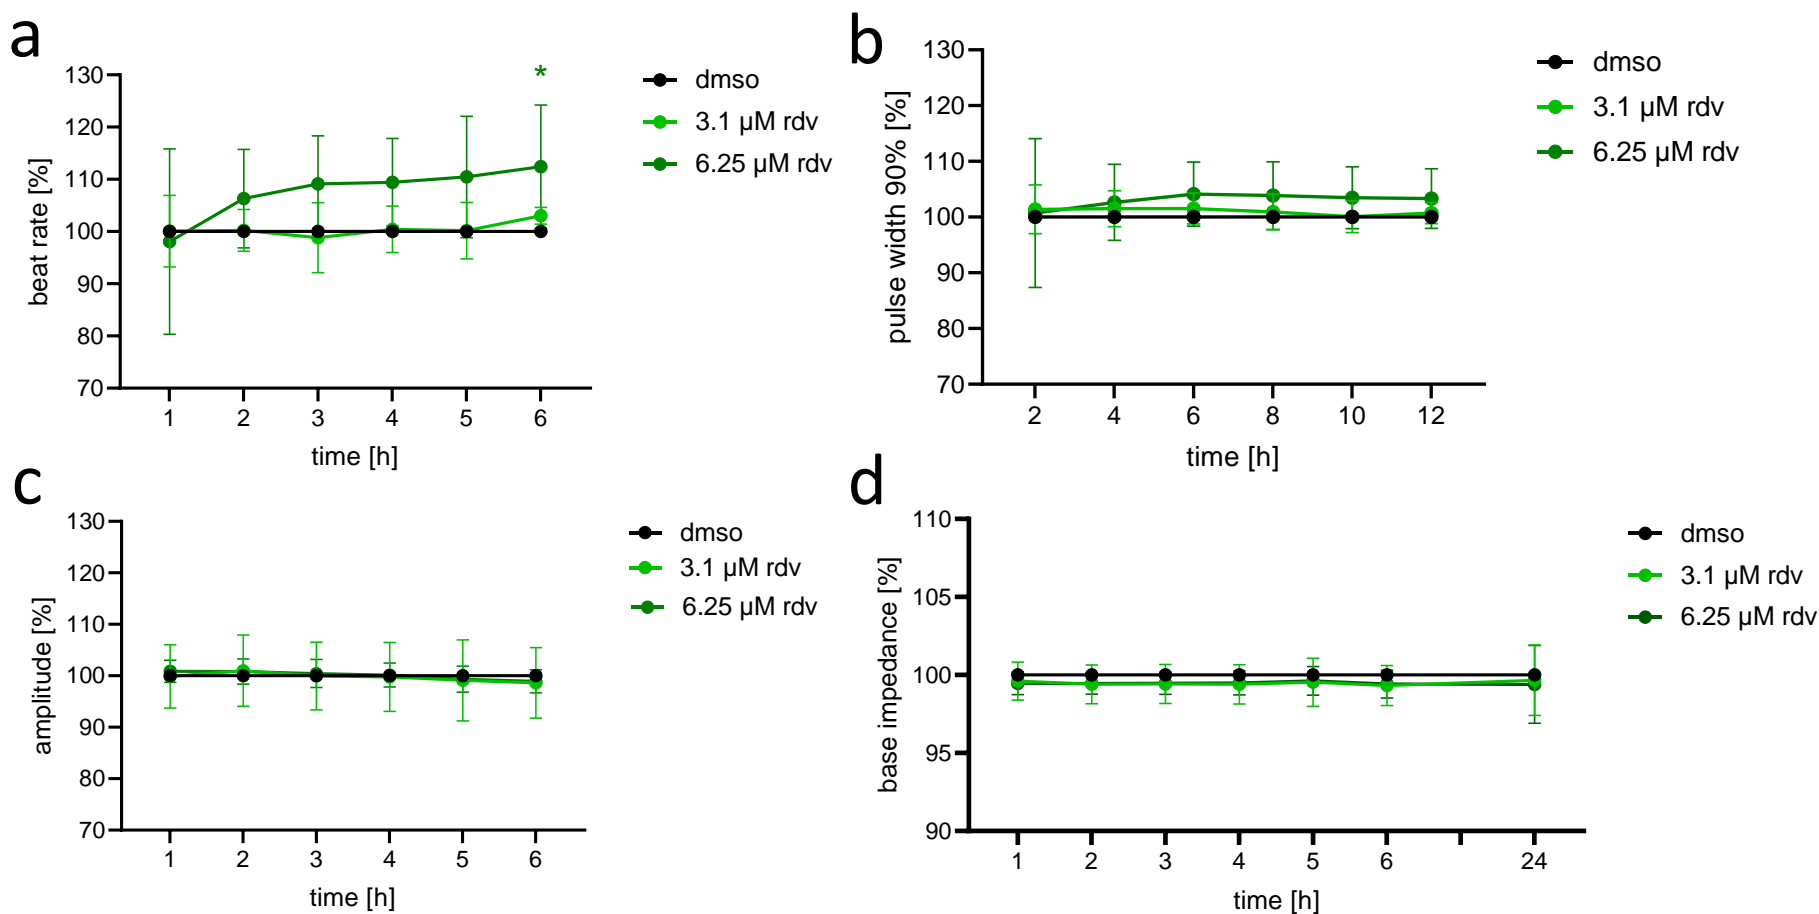 a
130
120
110
100
90
80
70
beat rate [%]
*
1 2 3 4 5 6
time [h]
dmso
3.1 µM rdv
6.25 µM rdv
b
130
120
110
100
90
80
70
pulse width 90% [%]
2 4 6 8 10 12
time [h]
dmso
3.1 µM rdv
6.25 µM rdv
c
130
120
110
100
90
80
70
amplitude [%]
1 2 3 4 5 6
time [h]
dmso
3.1 µM rdv
6.25 µM rdv
d
110
105
100
95
90
base impedance [%]
1 2 3 4 5 6 24
time [h]
dmso
3.1 µM rdv
6.25 µM rdv